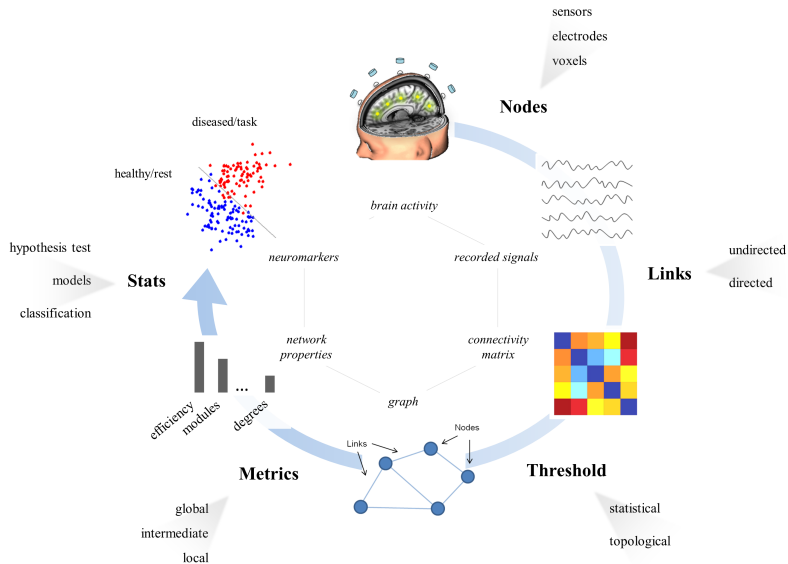 sensors
electrodes
voxels
Nodes
diseased/task
healthy/rest
brain activity
neuromarkers
recorded signals
hypothesis test
models
classification
Stats
Links
undirected
directed
network
properties
connectivity
matrix
graph
...
efficiency
modules
degrees
Links
Nodes
Metrics
Threshold
global
intermediate
local
statistical
topological